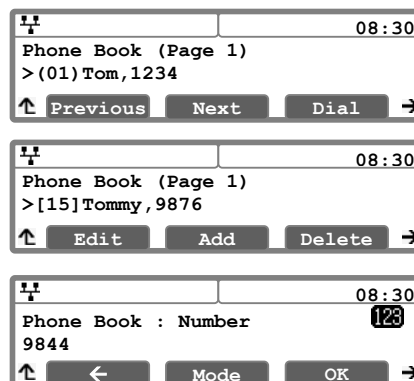 08:30
Phone Book (Page 1)
>(01)Tom,1234
Previous Next Dial
08:30
Phone Book (Page 1)
>[15]Tommy,9876
Edit Add Delete
08:30
Phone Book : Number 123
9844
Mode OK